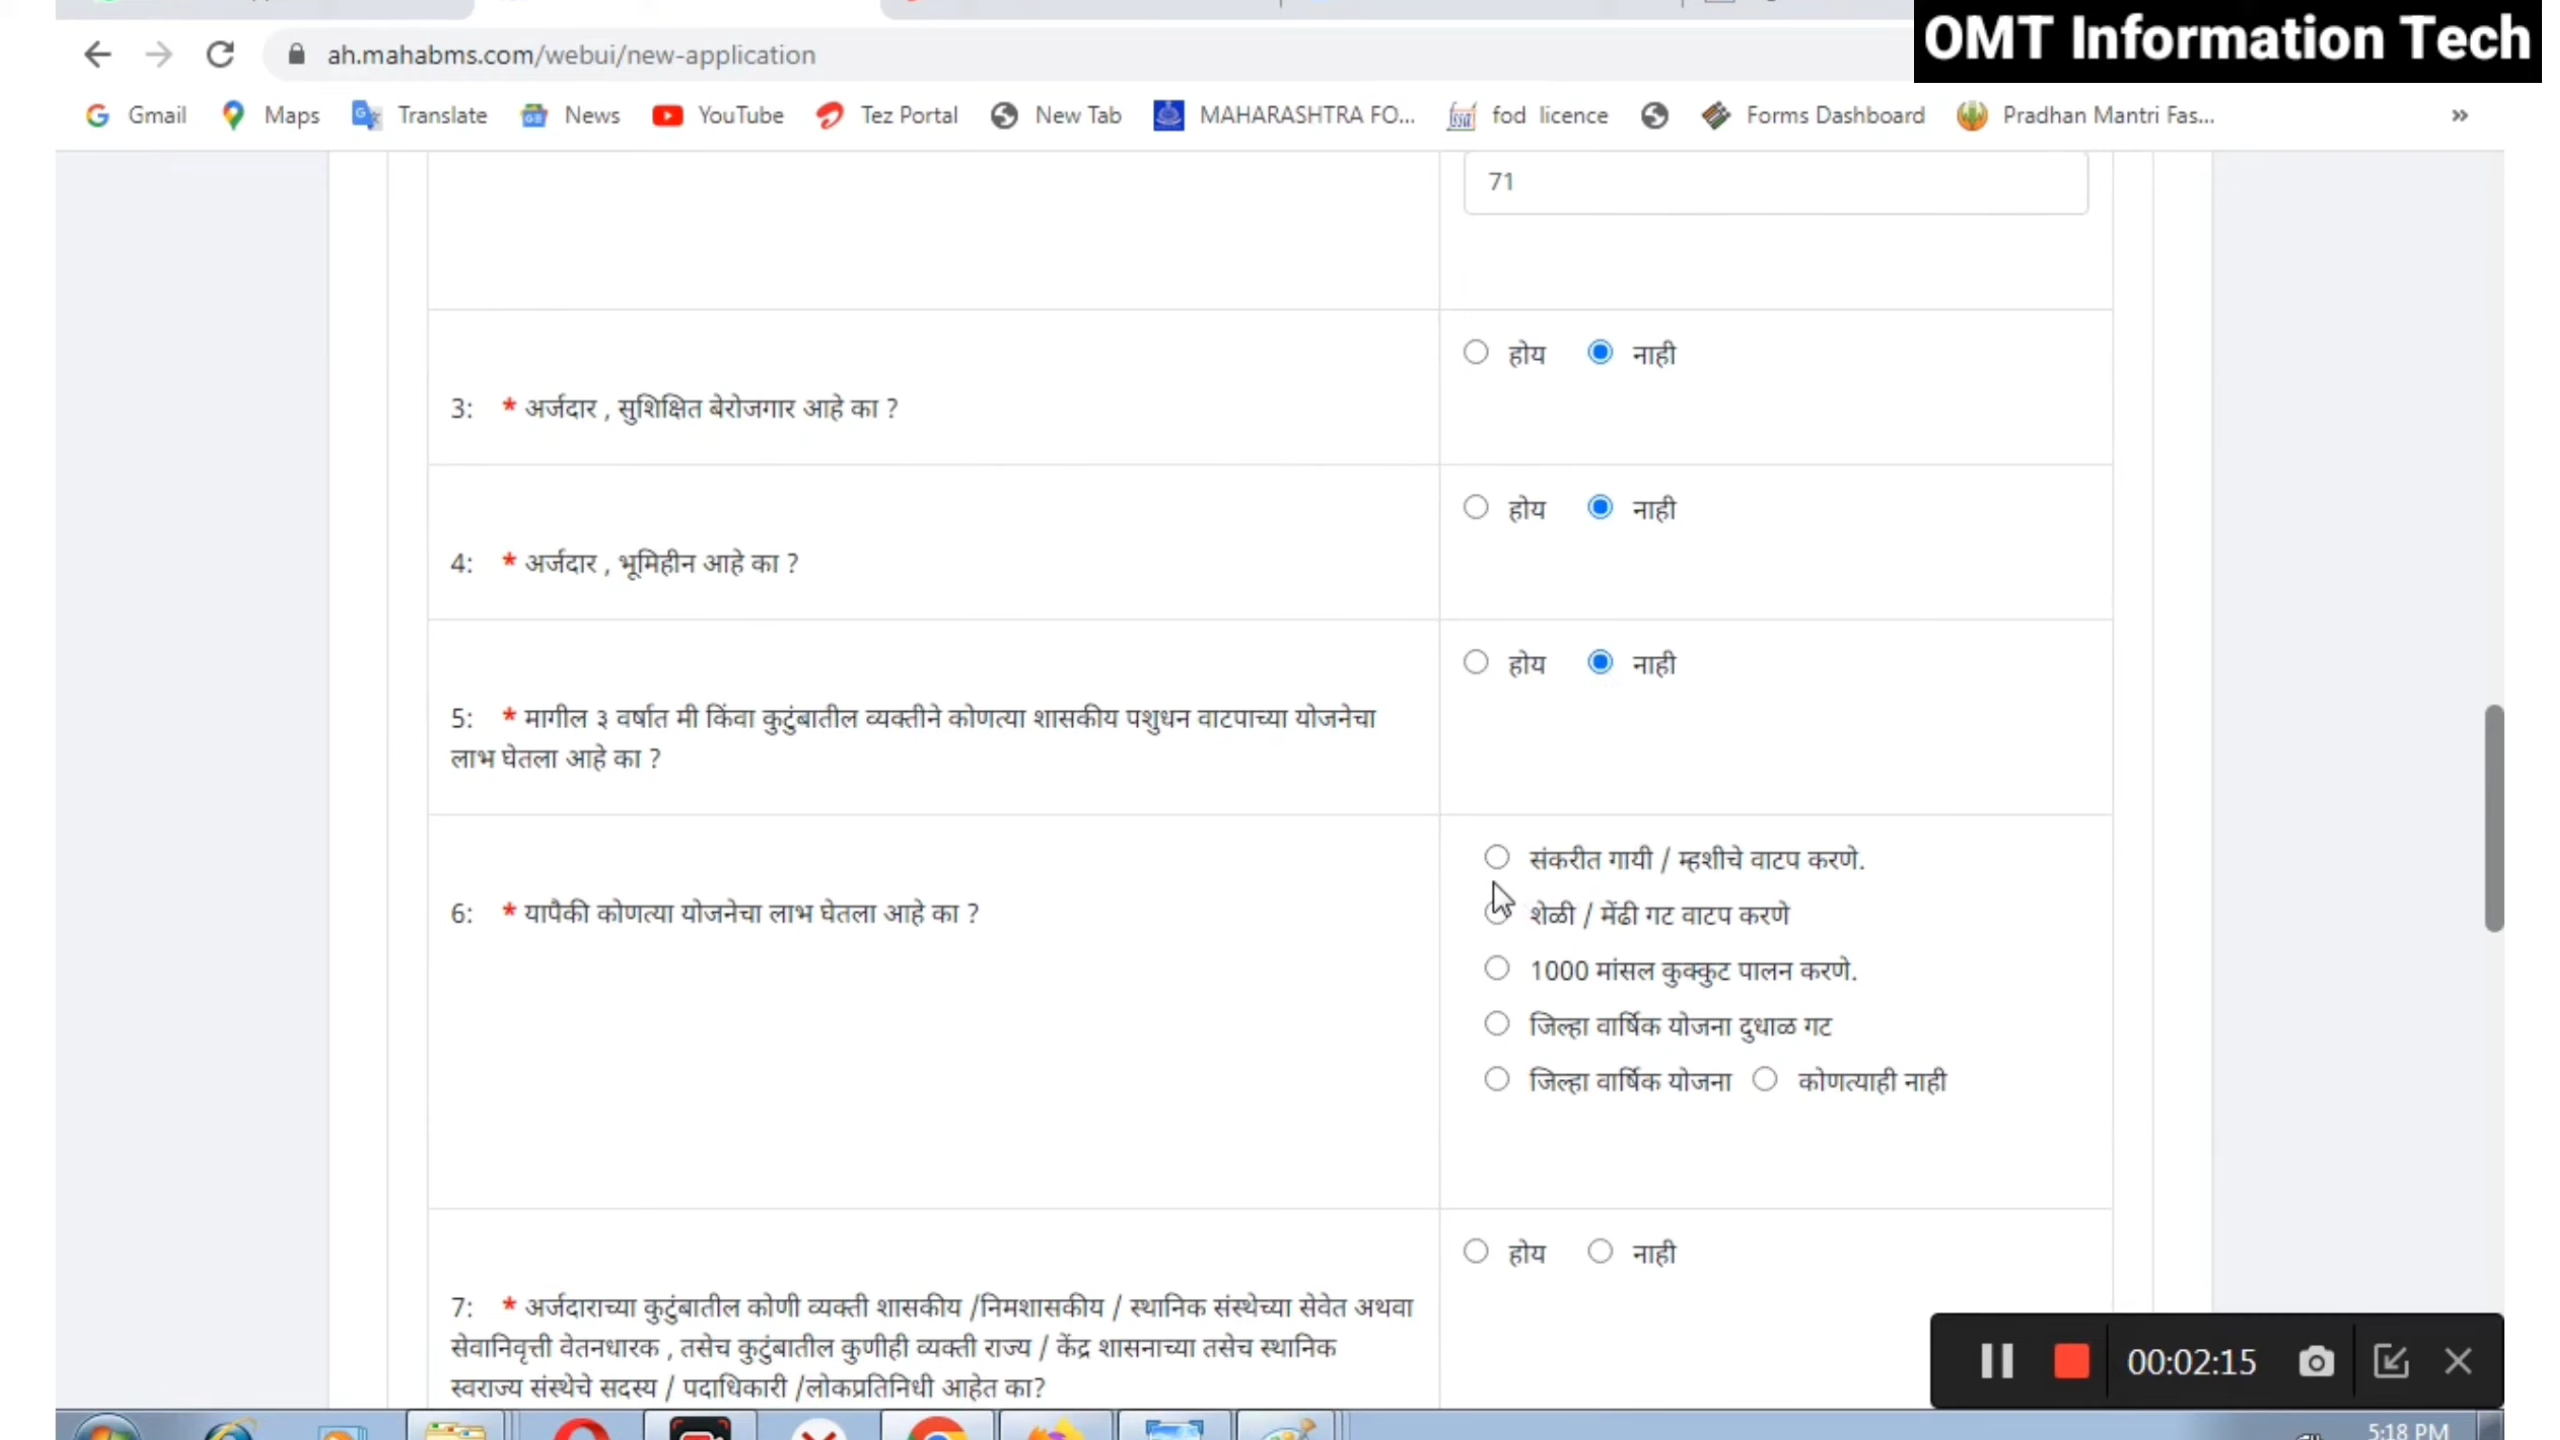 OMT Information Tech
ah.mahabms.com/webui/new-application
Gmail Maps Translate News YouTube Tez Portal New Tab MAHARASHTRA FO... fod licence Forms Dashboard Pradhan Mantri Fas... »
71
होय नाही
3: * अर्जदार , सुशिक्षित बेरोजगार आहे का ?
होय नाही
4: * अर्जदार , भूमिहीन आहे का ?
होय नाही
5: * मागील ३ वर्षात मी किंवा कुटुंबातील व्यक्तीने कोणत्या शासकीय पशुधन वाटपाच्या योजनेचा
लाभ घेतला आहे का ?
संकरीत गायी / म्हशीचे वाटप करणे.
6: * यापैकी कोणत्या योजनेचा लाभ घेतला आहे का ?
शेळी / मेंढी गट वाटप करणे
1000 मांसल कुक्कुट पालन करणे.
जिल्हा वार्षिक योजना दुधाळ गट
जिल्हा वार्षिक योजना कोणत्याही नाही
होय नाही
7: * अर्जदाराच्या कुटुंबातील कोणी व्यक्ती शासकीय /निमशासकीय / स्थानिक संस्थेच्या सेवेत अथवा
सेवानिवृत्ती वेतनधारक , तसेच कुटुंबातील कुणीही व्यक्ती राज्य / केंद्र शासनाच्या तसेच स्थानिक
स्वराज्य संस्थेचे सदस्य / पदाधिकारी /लोकप्रतिनिधी आहेत का?
00:02:15
5:18 PM